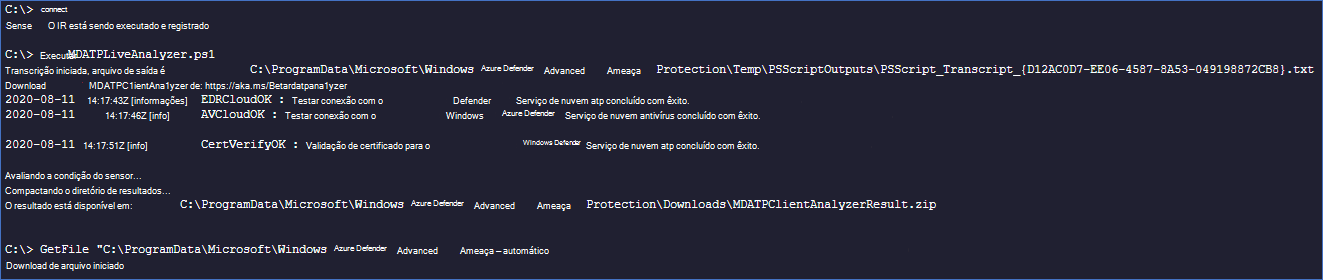 C:\> connect
Sense O IR está sendo executado e registrado
C:\> Executar MDATPLiveAnalyzer.ps1
Transcrição iniciada, arquivo de saída é C:\ProgramData\Microsoft\Windows Azure Defender Advanced Ameaça Protection\Temp\PSScriptOutputs\PSScript_Transcript_{D12AC0D7-EE06-4587-8A53-049198872CB8}.txt
Download MDATPC1ientAna1yzer de: https://aka.ms/Betardatpana1yzer
2020-08-11 14:17:43Z [informações] EDRCloudOK : Testar conexão com o Defender Serviço de nuvem atp concluído com êxito.
2020-08-11 14:17:46Z [info] AVCloudOK : Testar conexão com o Windows Azure Defender Serviço de nuvem antivírus concluído com êxito.
2020-08-11 14:17:51Z [info] CertVerifyOK : Validação de certificado para o Windows Defender Serviço de nuvem atp concluído com êxito.
Avaliando a condição do sensor...
Compactando o diretório de resultados...
O resultado está disponível em: C:\ProgramData\Microsoft\Windows Azure Defender Advanced Ameaça Protection\Downloads\MDATPClientAnalyzerResult.zip
C:\> GetFile "C:\ProgramData\Microsoft\Windows Azure Defender Advanced Ameaça – automático
Download de arquivo iniciado